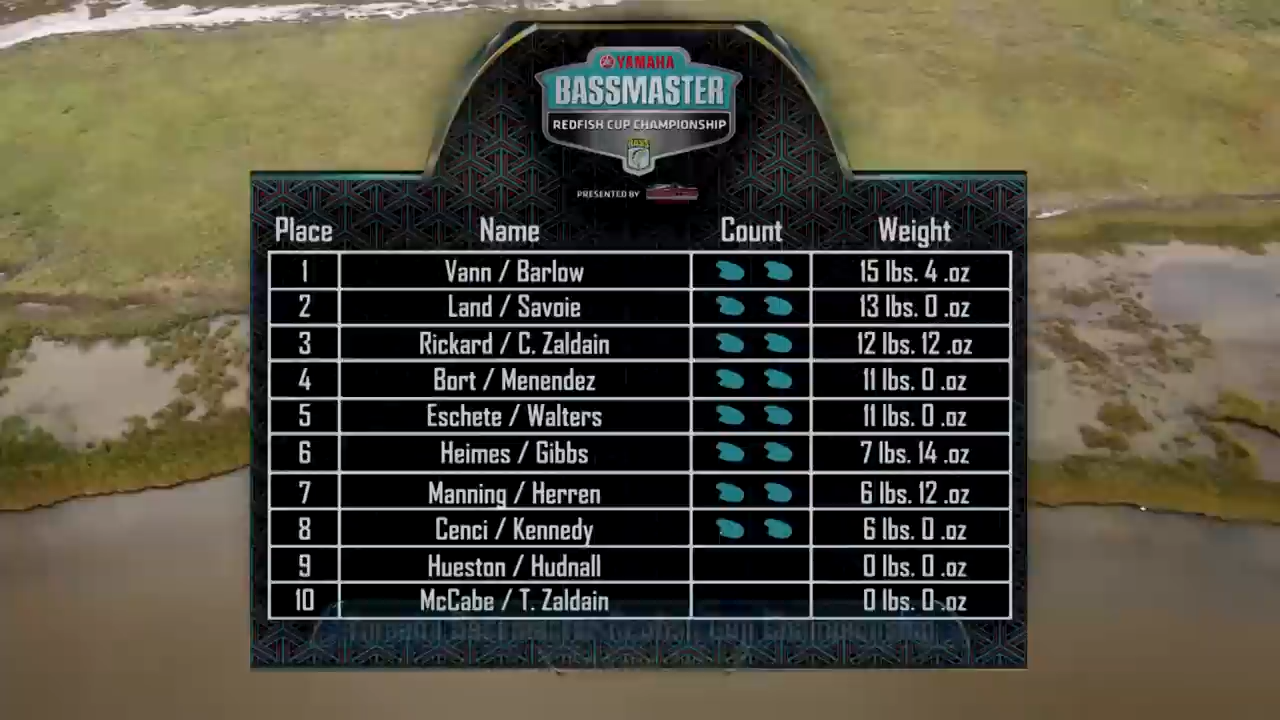 YAMAHA
BASSMASTER
REDFISH CUP CHAMPIONSHIP
BASS
PRESENTED BY
Place Name Count Weight
1 Vann / Barlow 15 lbs. 4 .oz
2 Land / Savoie 13 lbs. 0 .oz
3 Rickard / C. Zaldain 12 lbs. 12 .oz
4 Bort / Menendez 11 lbs. 0 .oz
5 Eschete / Walters 11 lbs. 0 .oz
6 Heimes / Gibbs 7 lbs. 14 .oz
7 Manning / Herren 6 lbs. 12 .oz
8 Cenci / Kennedy 6 lbs. 0 .oz
9 Hueston / Hudnall 0 lbs. 0 .oz
10 McCabe / T. Zaldain 0 lbs. 0 .oz